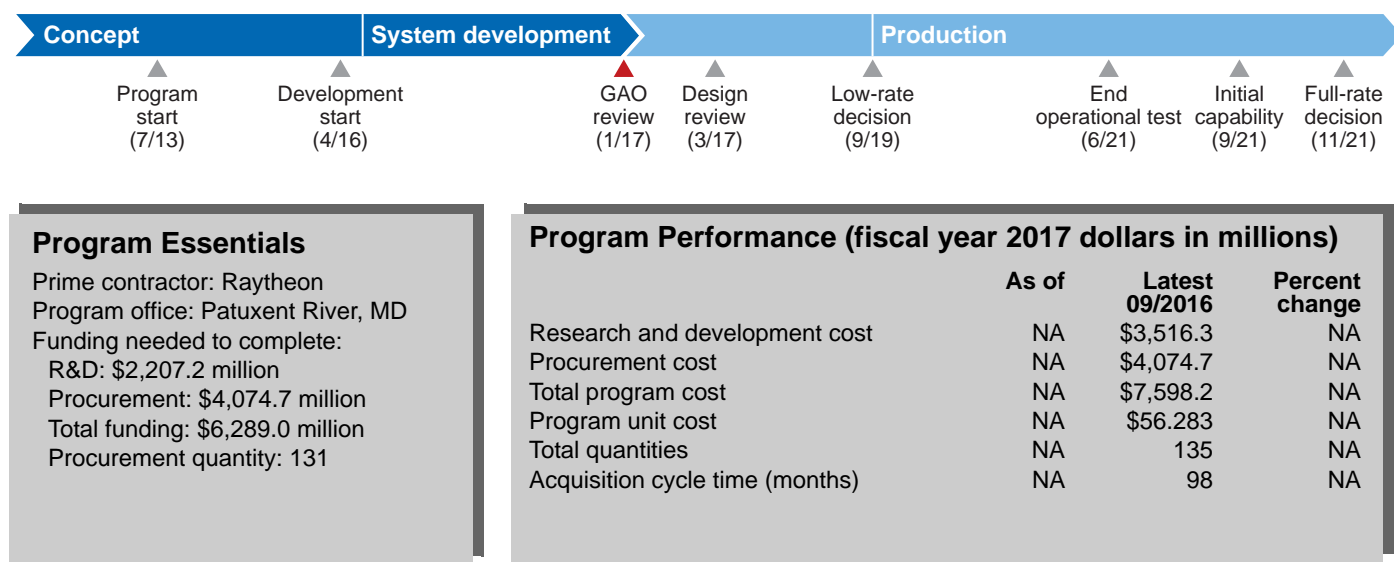 Concept
System development
Production
Program start (7/13)
Development start (4/16)
GAO review (1/17)
Design review (3/17)
Low-rate decision (9/19)
End operational test (6/21)
Initial capability (9/21)
Full-rate decision (11/21)
Program Essentials
Prime contractor: Raytheon
Program office: Patuxent River, MD
Funding needed to complete:
R&D: $2,207.2 million
Procurement: $4,074.7 million
Total funding: $6,289.0 million
Procurement quantity: 131
Program Performance (fiscal year 2017 dollars in millions)
As of Latest 09/2016 Percent change
Research and development cost NA $3,516.3 NA
Procurement cost NA $4,074.7 NA
Total program cost NA $7,598.2 NA
Program unit cost NA $56.283 NA
Total quantities NA 135 NA
Acquisition cycle time (months) NA 98 NA